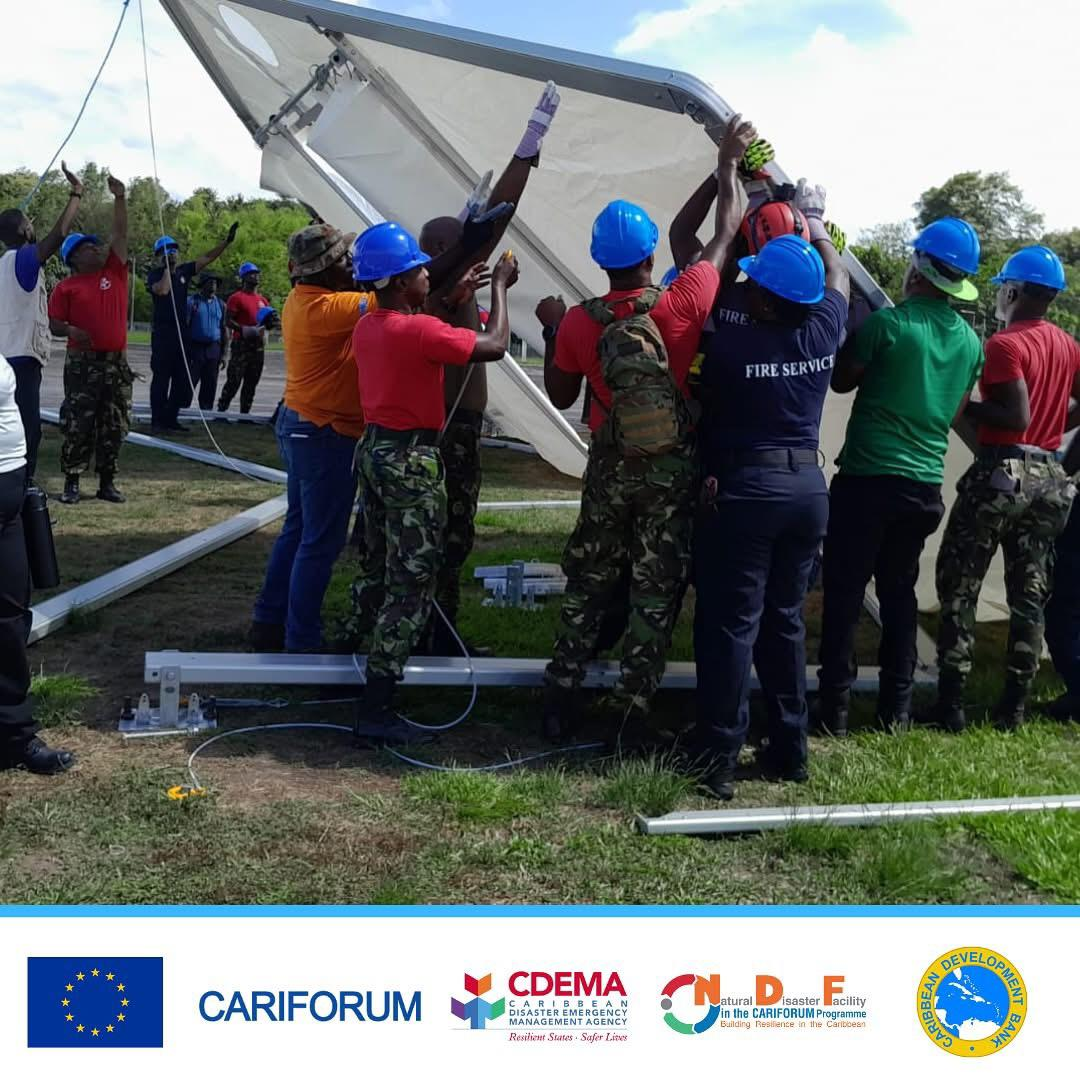 FIRE
FIRE SERVICE
CARIFORUM
CDEMA
CARIBBEAN
DISASTER EMERGENCY
MANAGEMENT AGENCY
Resilient States · Safer Lives
Natural Disaster Facility
in the CARIFORUM Programme
Building Resilience in the Caribbean
CARIBBEAN DEVELOPMENT BANK